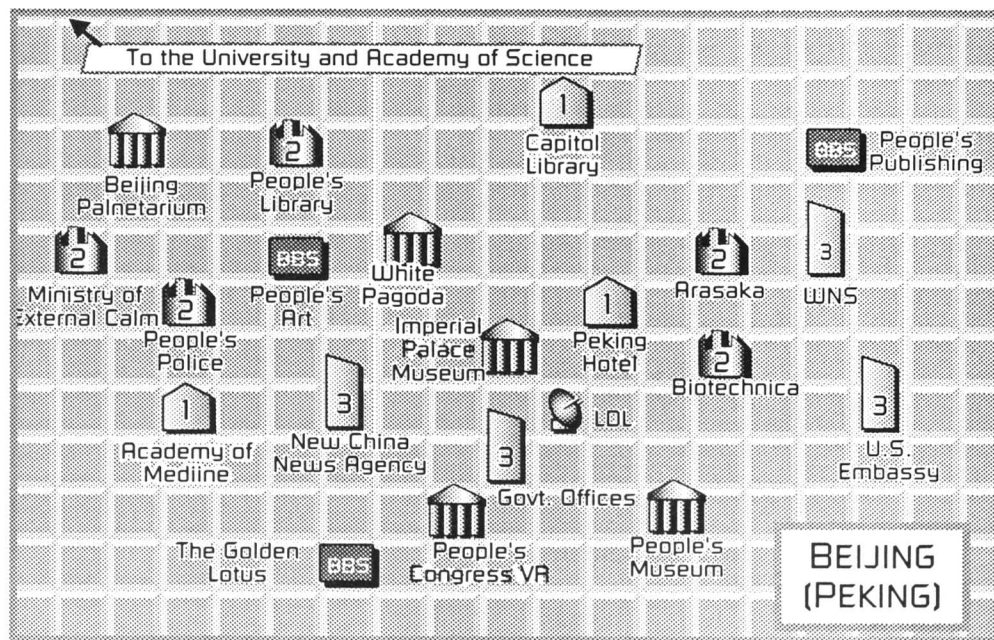 To the University and Academy of Science
1
Capitol
Library
BBS
People's
Publishing
Beijing
Palnetarium
2
People's
Library
2
Ministry of
External Calm
2
People's
Police
BBS
People's
Art
White
Pagoda
Imperial
Palace
Museum
1
Peking
Hotel
2
Arasaka
3
WNS
2
Biotechnica
1
Academy of
Mediine
3
New China
News Agency
3
Govt. Offices
LDL
3
U.S.
Embassy
The Golden
Lotus
BBS
People's
Congress VR
People's
Museum
BEIJING
(PEKING)